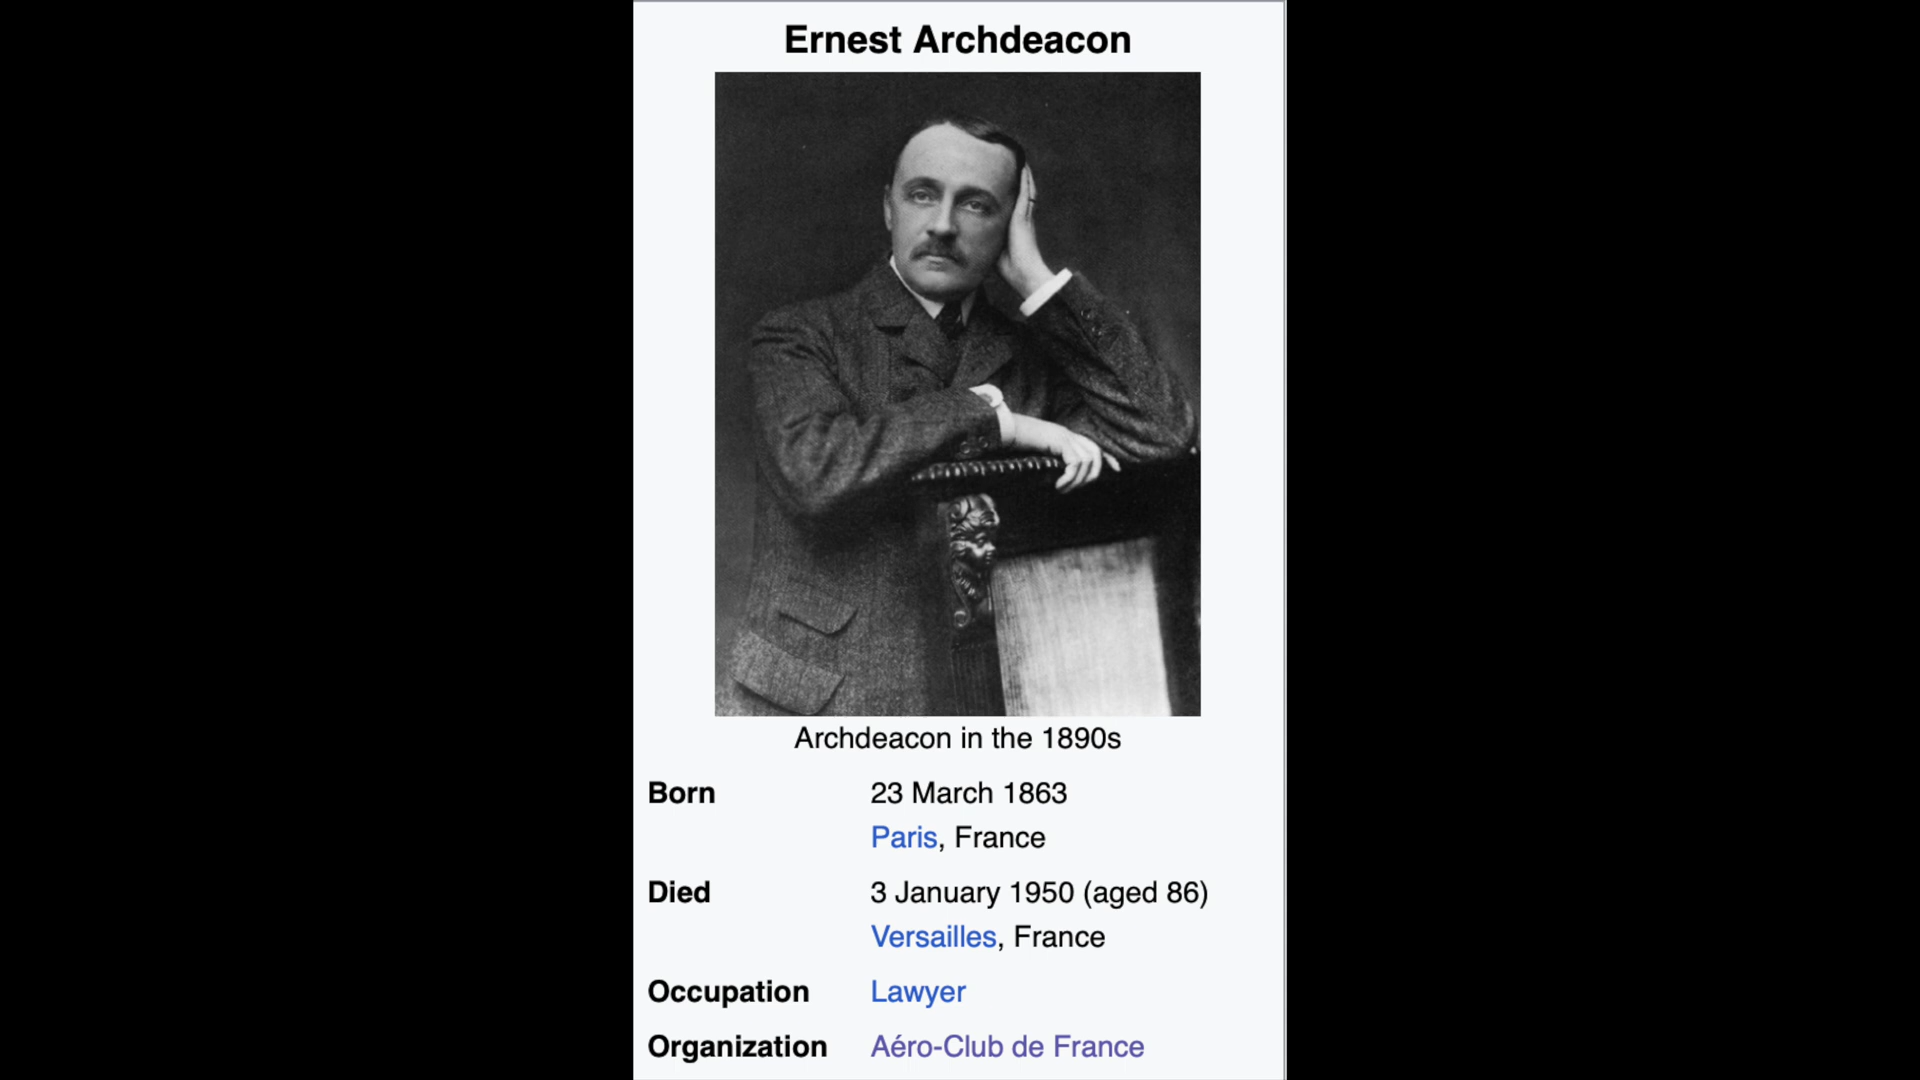 Ernest Archdeacon
Archdeacon in the 1890s
Born 23 March 1863
Paris, France
Died 3 January 1950 (aged 86)
Versailles, France
Occupation Lawyer
Organization Aéro-Club de France